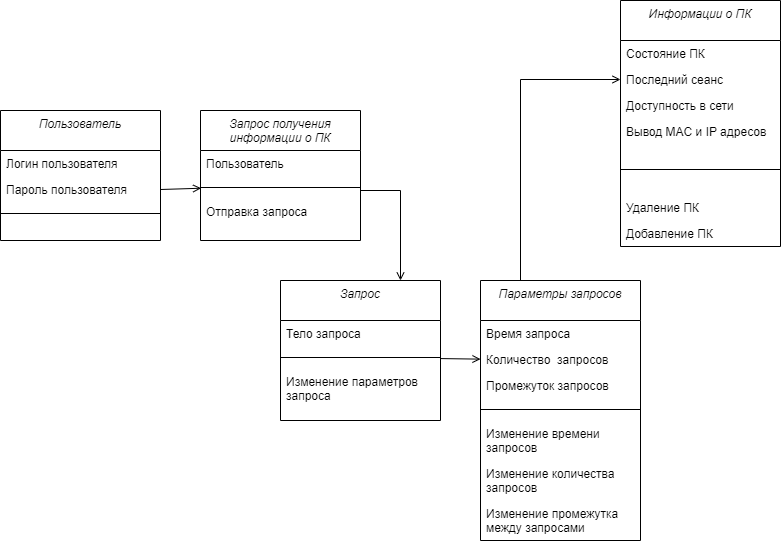 Пользователь
Логин пользователя
Пароль пользователя
Запрос получения
информации о ПК
Пользователь
Отправка запроса
Запрос
Тело запроса
Изменение параметров
запроса
Параметры запросов
Время запроса
Количество запросов
Промежуток запросов
Изменение времени
запросов
Изменение количества
запросов
Изменение промежутка
между запросами
Информации о ПК
Состояние ПК
Последний сеанс
Доступность в сети
Вывод MAC и IP адресов
Удаление ПК
Добавление ПК